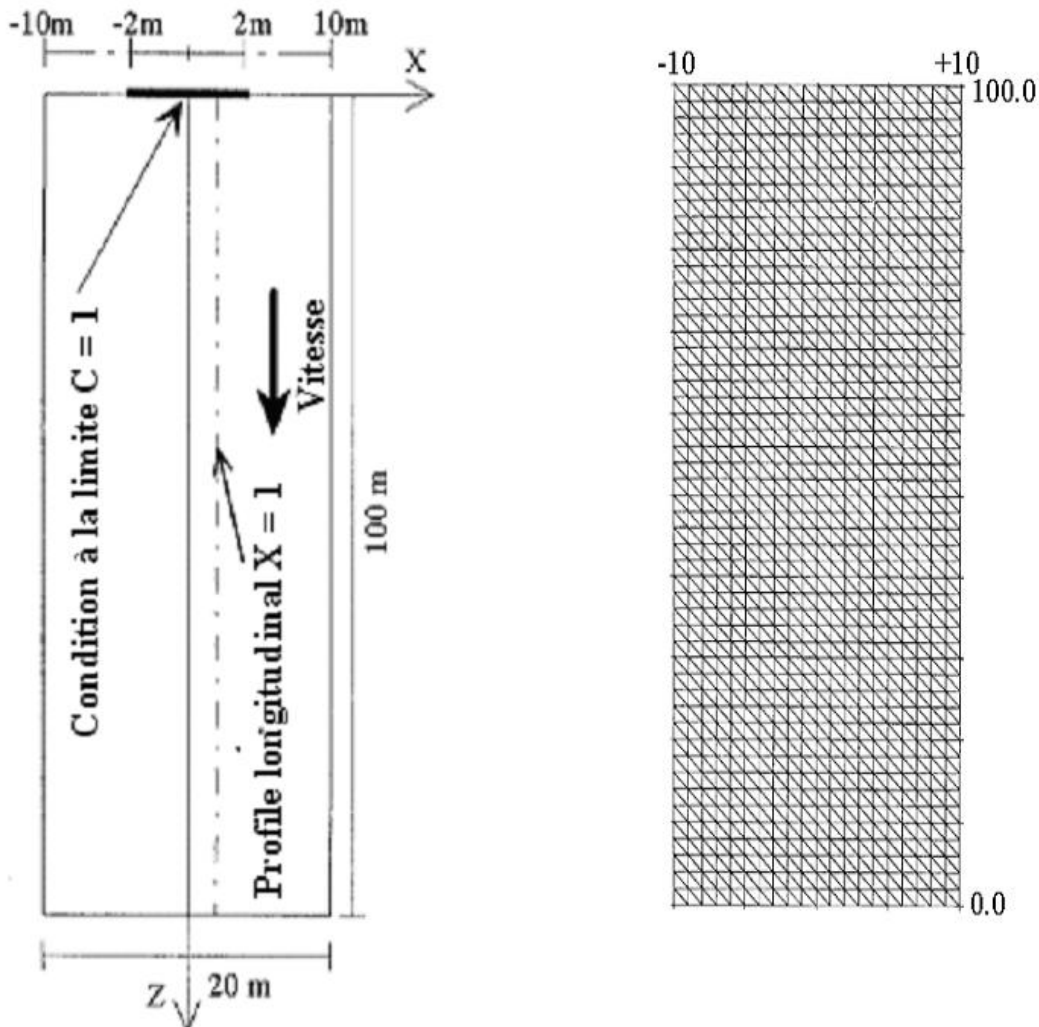 -10m -2m 2m 10m
X
Condition à la limite C = 1
Profile longitudinal X = 1
Vitesse
100 m
Z
20 m
-10 +10
100.0
0.0